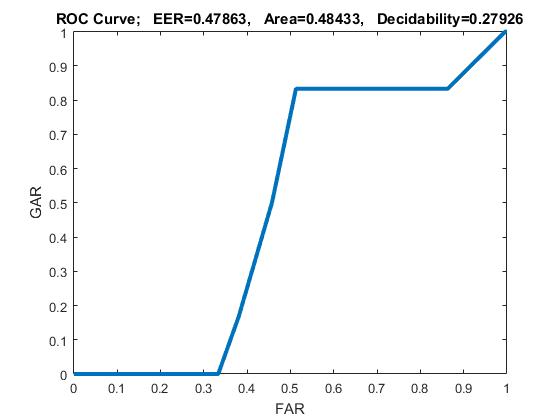 ROC Curve;   EER=0.47863,   Area=0.48433,   Decidability=0.27926
1
0.9
0.8
0.7
0.6
0.5
0.4
0.3
0.2
0.1
0
GAR
0 0.1 0.2 0.3 0.4 0.5 0.6 0.7 0.8 0.9 1
FAR